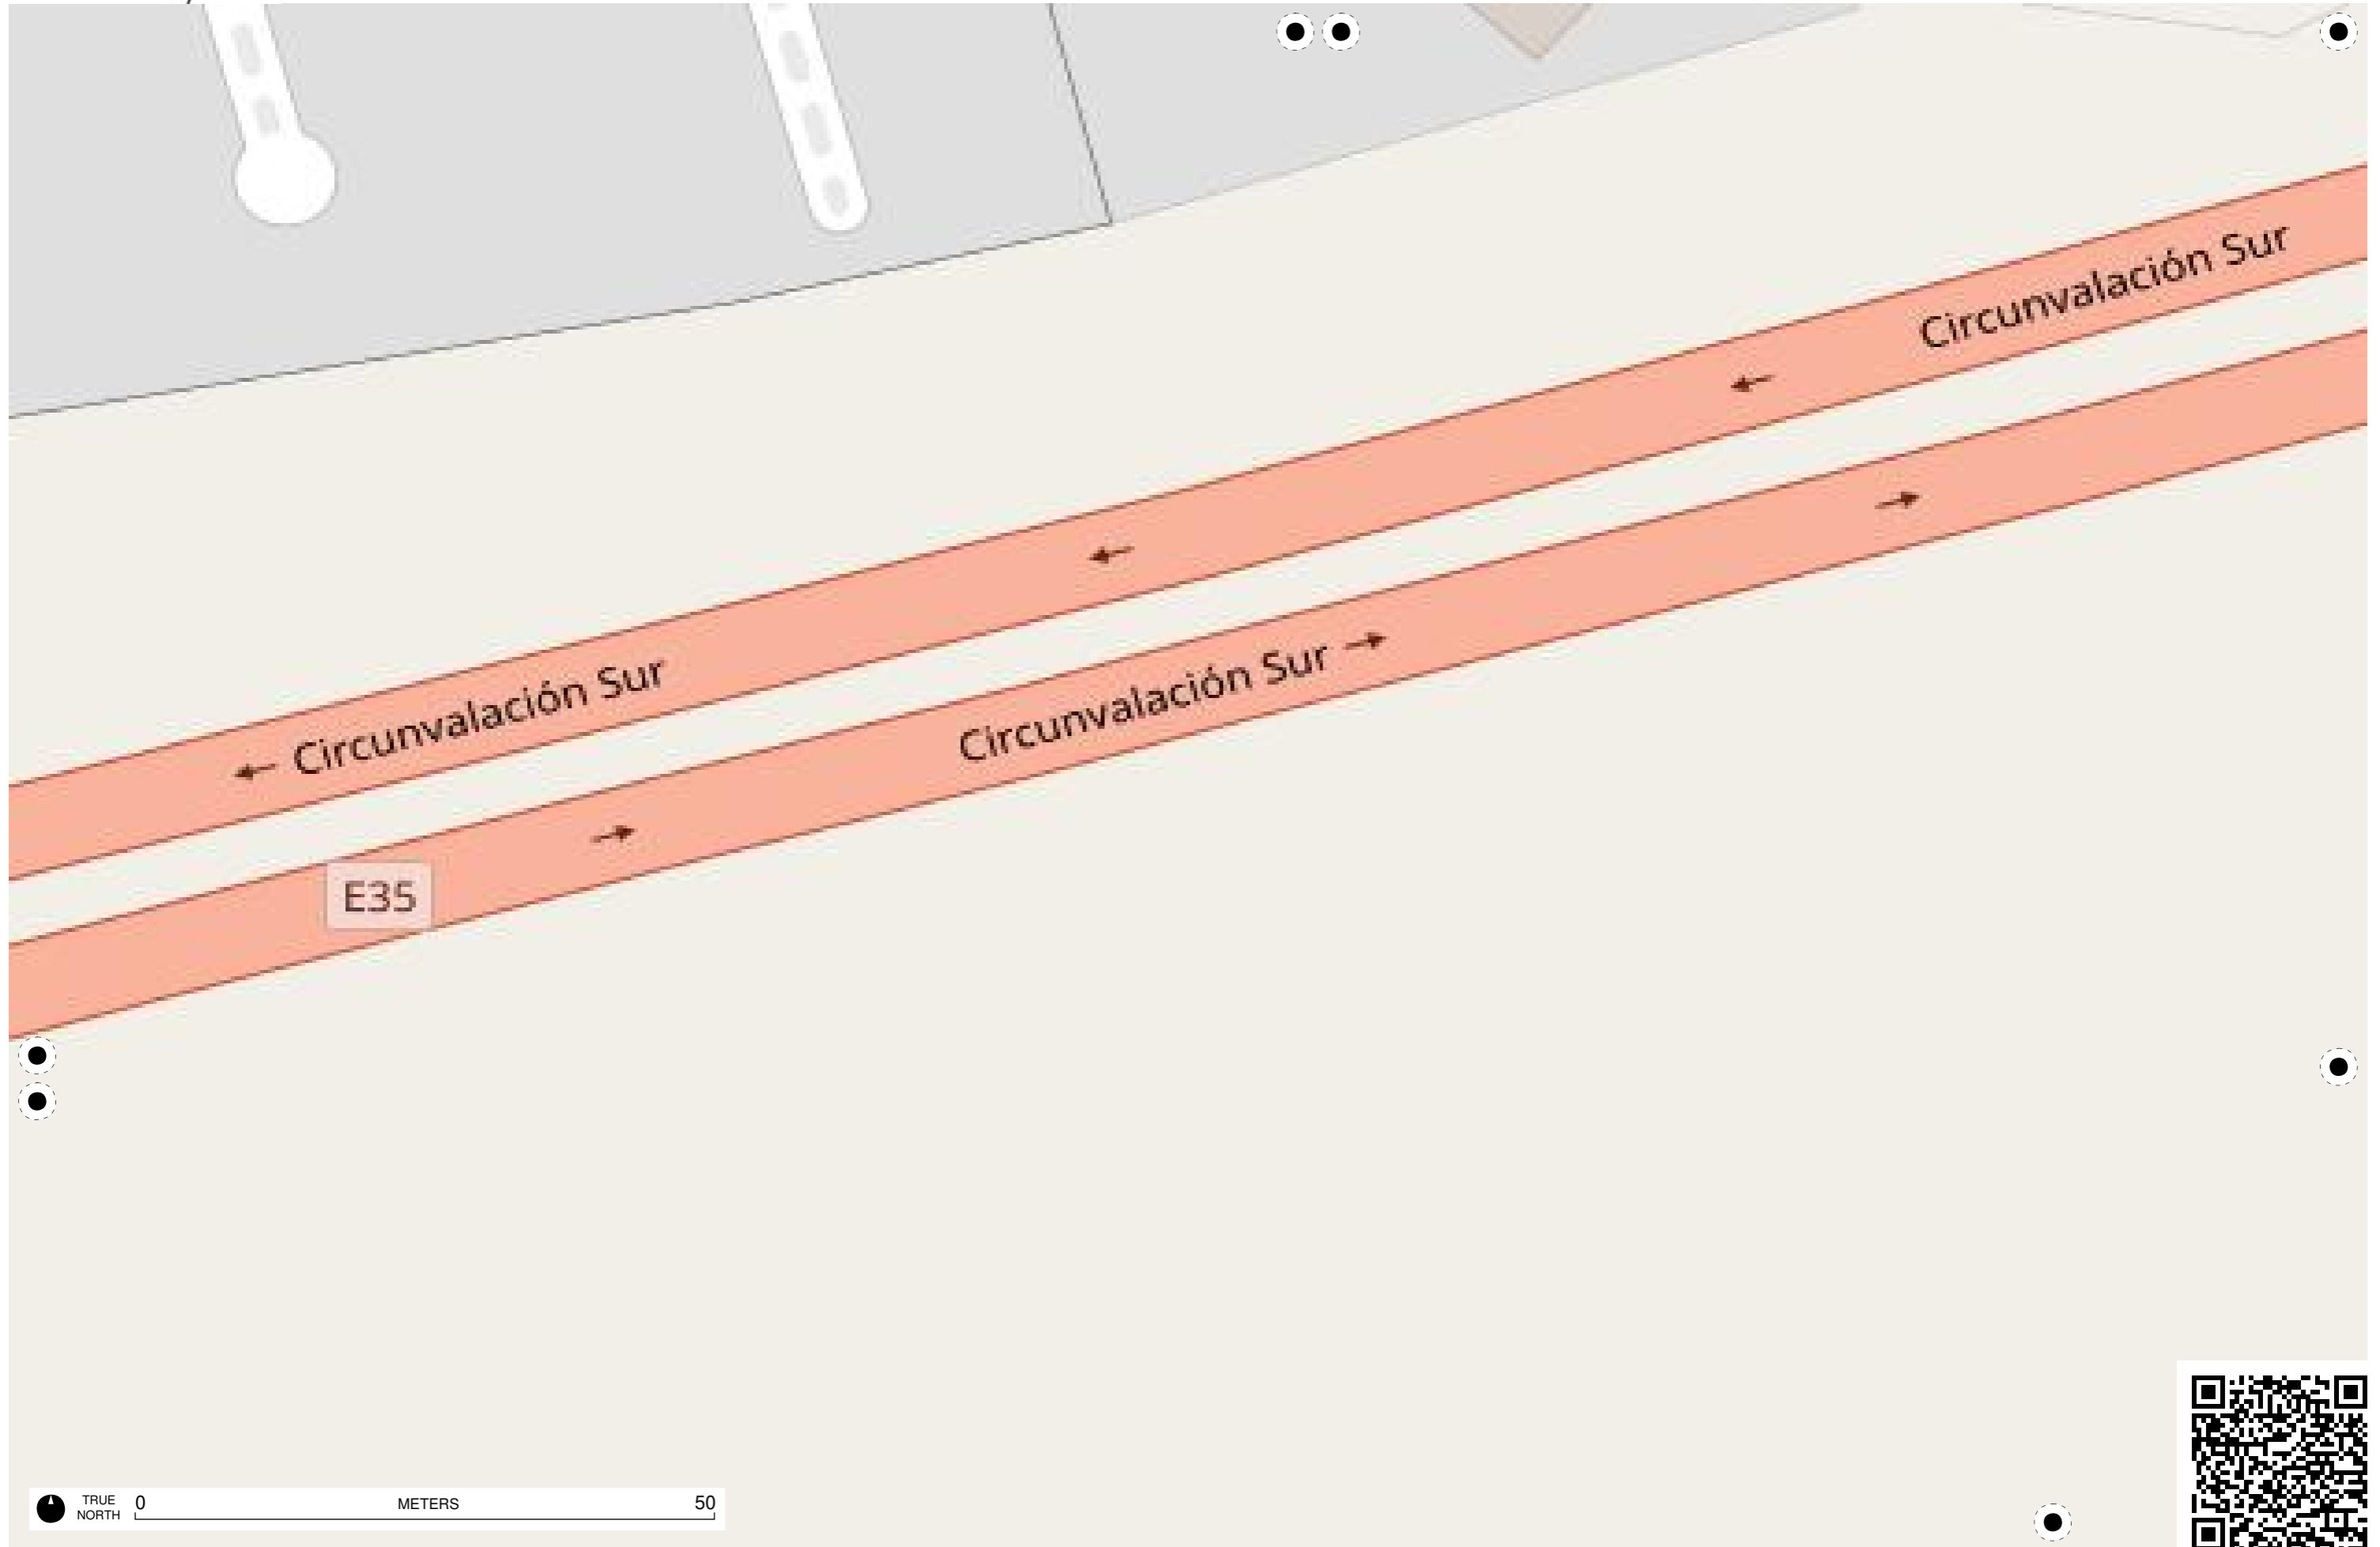 Circunvalación Sur
← Circunvalación Sur
Circunvalación Sur →
E35
TRUE NORTH
0 METERS 50